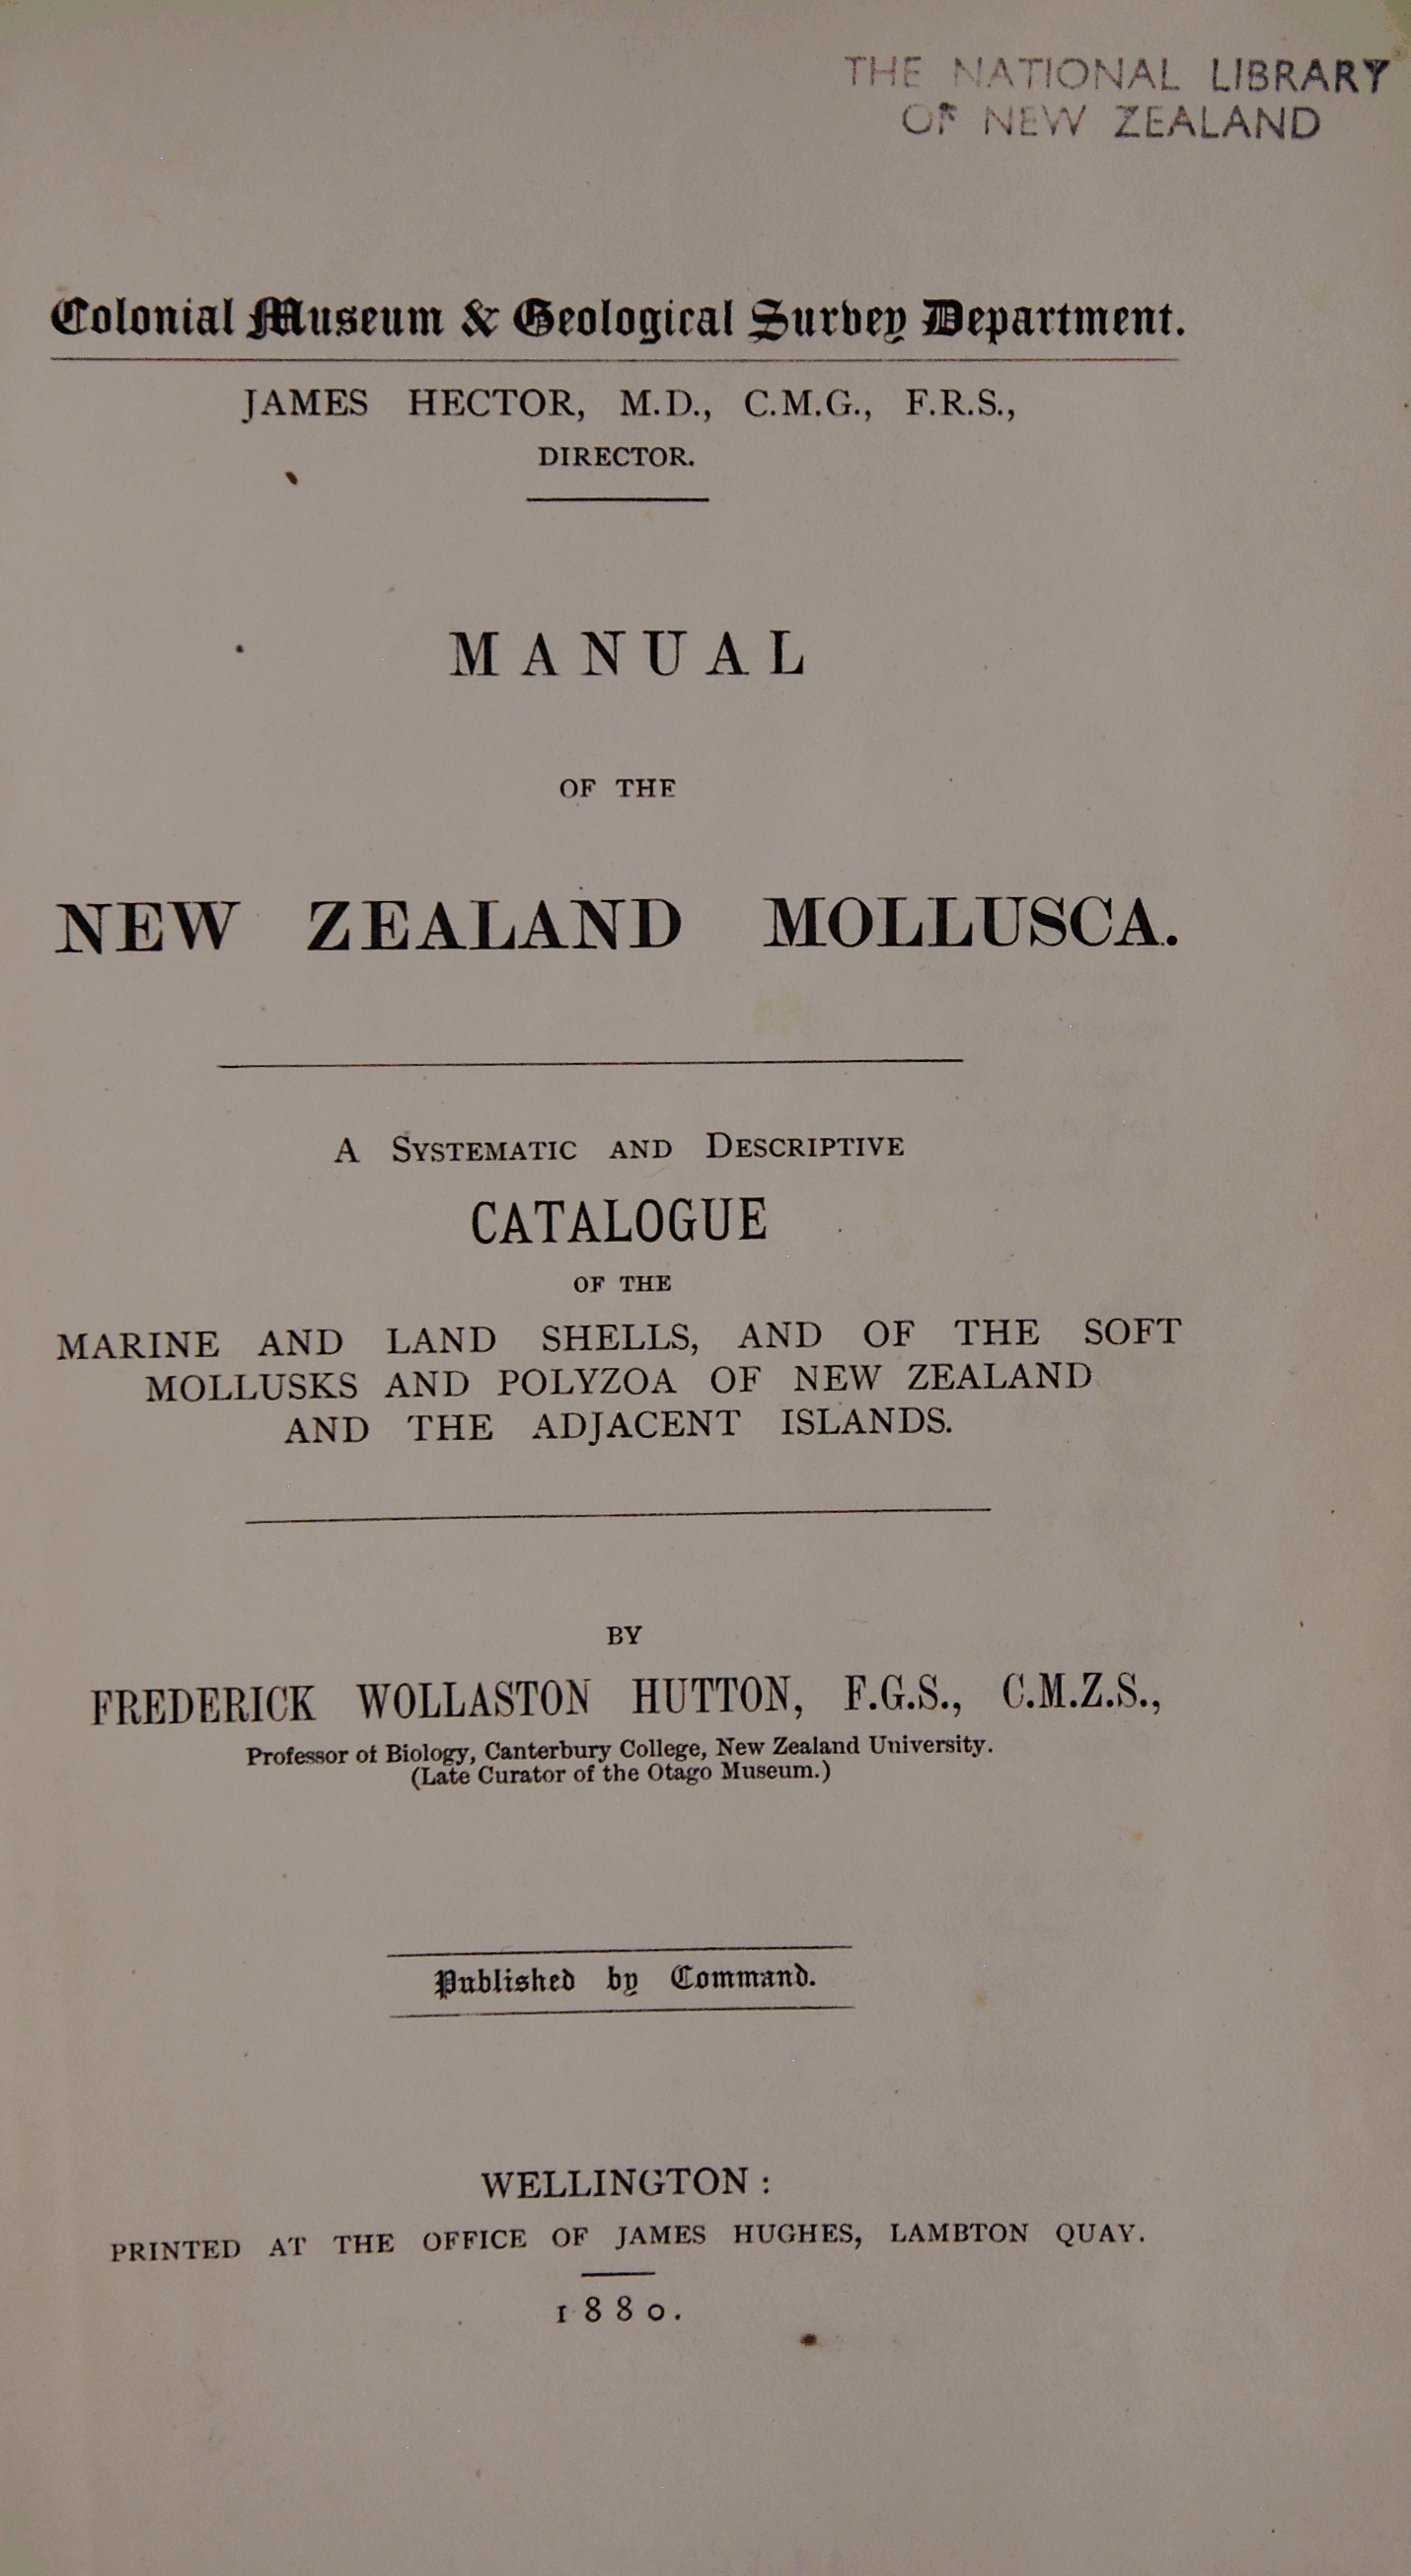 THE NATIONAL LIBRARY
OF NEW ZEALAND
Colonial Museum & Geological Survey Department.
JAMES HECTOR, M.D., C.M.G., F.R.S.,
DIRECTOR.
MANUAL
OF THE
NEW ZEALAND MOLLUSCA.
A SYSTEMATIC AND DESCRIPTIVE
CATALOGUE
OF THE
MARINE AND LAND SHELLS, AND OF THE SOFT
MOLLUSKS AND POLYZOA OF NEW ZEALAND
AND THE ADJACENT ISLANDS.
BY
FREDERICK WOLLASTON HUTTON, F.G.S., C.M.Z.S.,
Professor of Biology, Canterbury College, New Zealand University.
(Late Curator of the Otago Museum.)
Published by Command.
WELLINGTON :
PRINTED AT THE OFFICE OF JAMES HUGHES, LAMBTON QUAY.
1880.